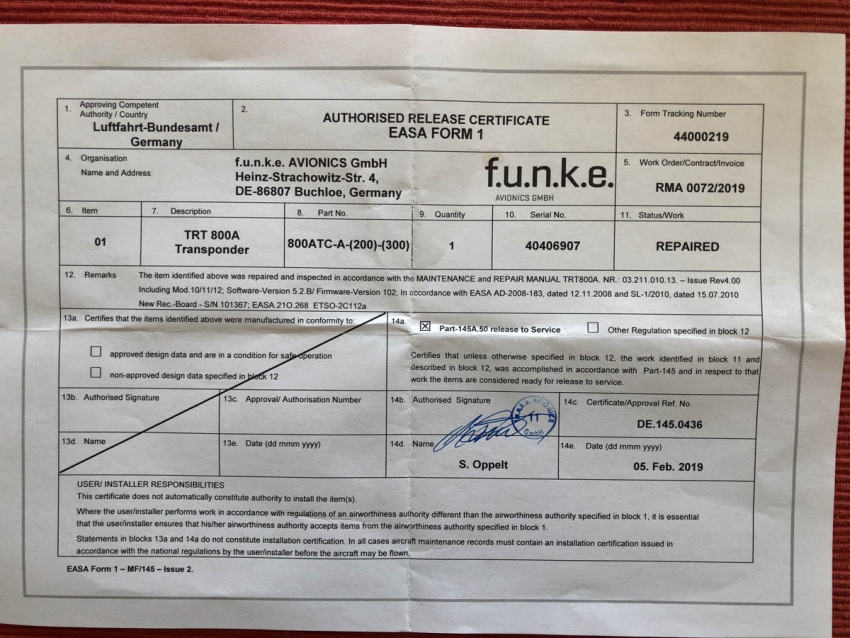 1. Approving Competent
Authority / Country
Luftfahrt-Bundesamt /
Germany
2.
AUTHORISED RELEASE CERTIFICATE
EASA FORM 1
3. Form Tracking Number
44000219
4. Organisation
Name and Address:
f.u.n.k.e. AVIONICS GmbH
Heinz-Strachowitz-Str. 4,
DE-86807 Buchloe, Germany
f.u.n.k.e.
AVIONICS GMBH
5. Work Order/Contract/Invoice
RMA 0072/2019
6. Item
7. Description
8. Part No.
9. Quantity
10. Serial No.
11. Status/Work
01
TRT 800A
Transponder
800ATC-A-(200)-(300)
1
40406907
REPAIRED
12. Remarks
The item identified above was repaired and inspected in accordance with the MAINTENANCE and REPAIR MANUAL TRT800A. NR.: 03.211.010.13. – Issue Rev4.00
Including Mod.10/11/12; Software-Version 5.2.B/ Firmware-Version 102; In accordance with EASA AD-2008-183, dated 12.11.2008 and SL-1/2010, dated 15.07.2010
New Rec.-Board - S/N 101367; EASA.21O.268 ETSO-2C112a
13a. Certifies that the items identified above were manufactured in conformity to:
approved design data and are in a condition for safe operation
non-approved design data specified in block 12
14a.
Part-145A.50 release to Service
Other Regulation specified in block 12
Certifies that unless otherwise specified in block 12, the work identified in block 11 and
described in block 12, was accomplished in accordance with Part-145 and in respect to that
work the items are considered ready for release to service.
13b. Authorised Signature
13c. Approval/ Authorisation Number
14b. Authorised Signature
14c. Certificate/Approval Ref. No.
DE.145.0436
13d. Name
13e. Date (dd mmm yyyy)
14d. Name
S. Oppelt
14e. Date (dd mmm yyyy)
05. Feb. 2019
USER/ INSTALLER RESPONSIBILITIES
This certificate does not automatically constitute authority to install the item(s).
Where the user/installer performs work in accordance with regulations of an airworthiness authority different than the airworthiness authority specified in block 1, it is essential
that the user/installer ensures that his/her airworthiness authority accepts items from the airworthiness authority specified in block 1.
Statements in blocks 13a and 14a do not constitute installation certification. In all cases aircraft maintenance records must contain an installation certification issued in
accordance with the national regulations by the user/installer before the aircraft may be flown.
EASA Form 1 – MF/145 – Issue 2.